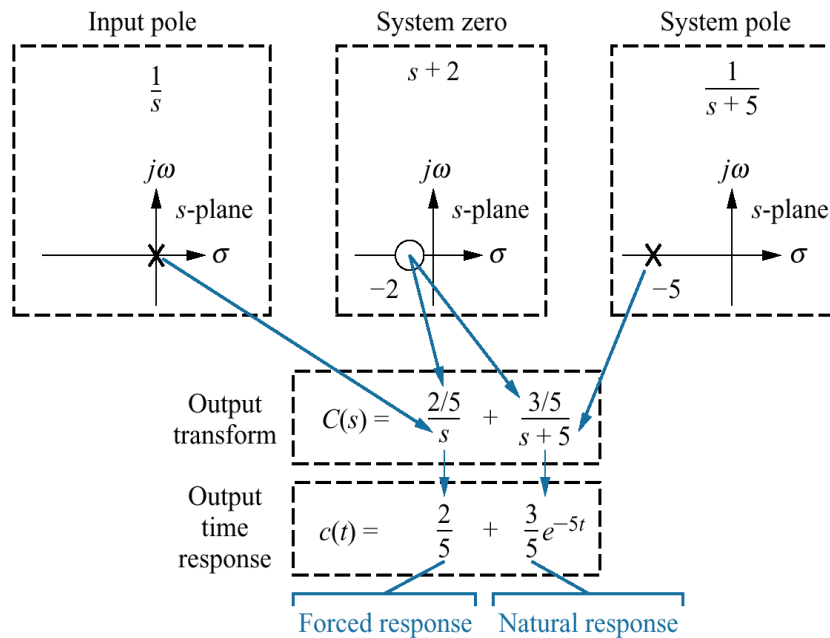 Input pole
System zero
System pole
1/s
s + 2
1/(s + 5)
jω
s-plane
σ
jω
s-plane
σ
−2
jω
s-plane
σ
−5
Output
transform
C(s) = (2/5)/s + (3/5)/(s + 5)
Output
time
response
c(t) = 2/5 + 3/5 e^{−5t}
Forced response
Natural response